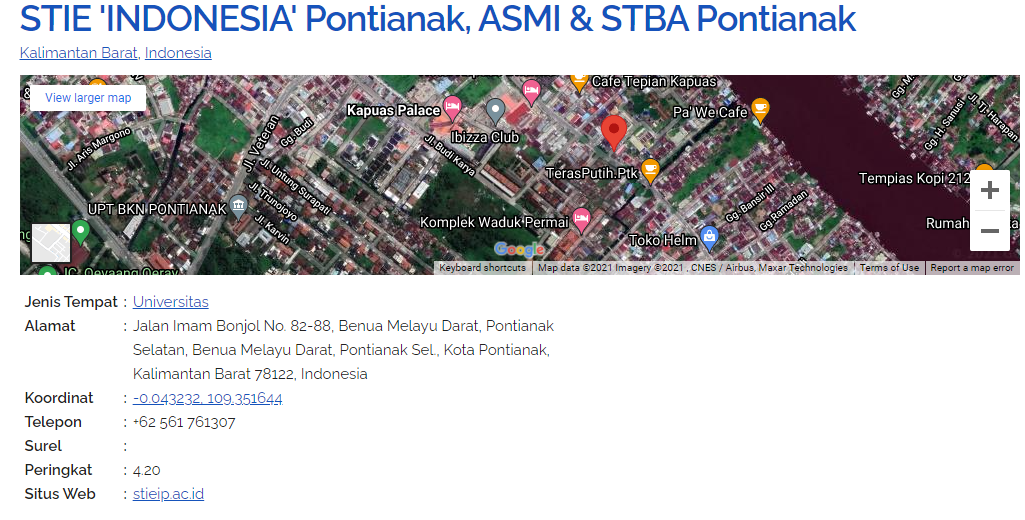 STIE 'INDONESIA' Pontianak, ASMI & STBA Pontianak
Kalimantan Barat, Indonesia
View larger map
Cafe Tepian Kapuas
Kapuas Palace
Ibizza Club
Pa'We Cafe
Jl. Aris Margono
Jl. Veteran
Gg. Budi
Jl. Budi Karya
Jl. Untung Surapati
Jl. Trunojoyo
Jl. Karvin
UPT BKN PONTIANAK
TerasPutih.Ptk
Komplek Waduk Permai
Toko Helm
Gg. Bansir III
Gg. Ramadan
Gg. H. Sanusi
Jl. Tj. Harapan
Tempias Kopi 212
Rumah
Google
Keyboard shortcuts
Map data ©2021 Imagery ©2021 , CNES / Airbus, Maxar Technologies
Terms of Use
Report a map error
Jenis Tempat : Universitas
Alamat : Jalan Imam Bonjol No. 82-88, Benua Melayu Darat, Pontianak
Selatan, Benua Melayu Darat, Pontianak Sel., Kota Pontianak,
Kalimantan Barat 78122, Indonesia
Koordinat : -0.043232, 109.351644
Telepon : +62 561 761307
Surel :
Peringkat : 4.20
Situs Web : stieip.ac.id